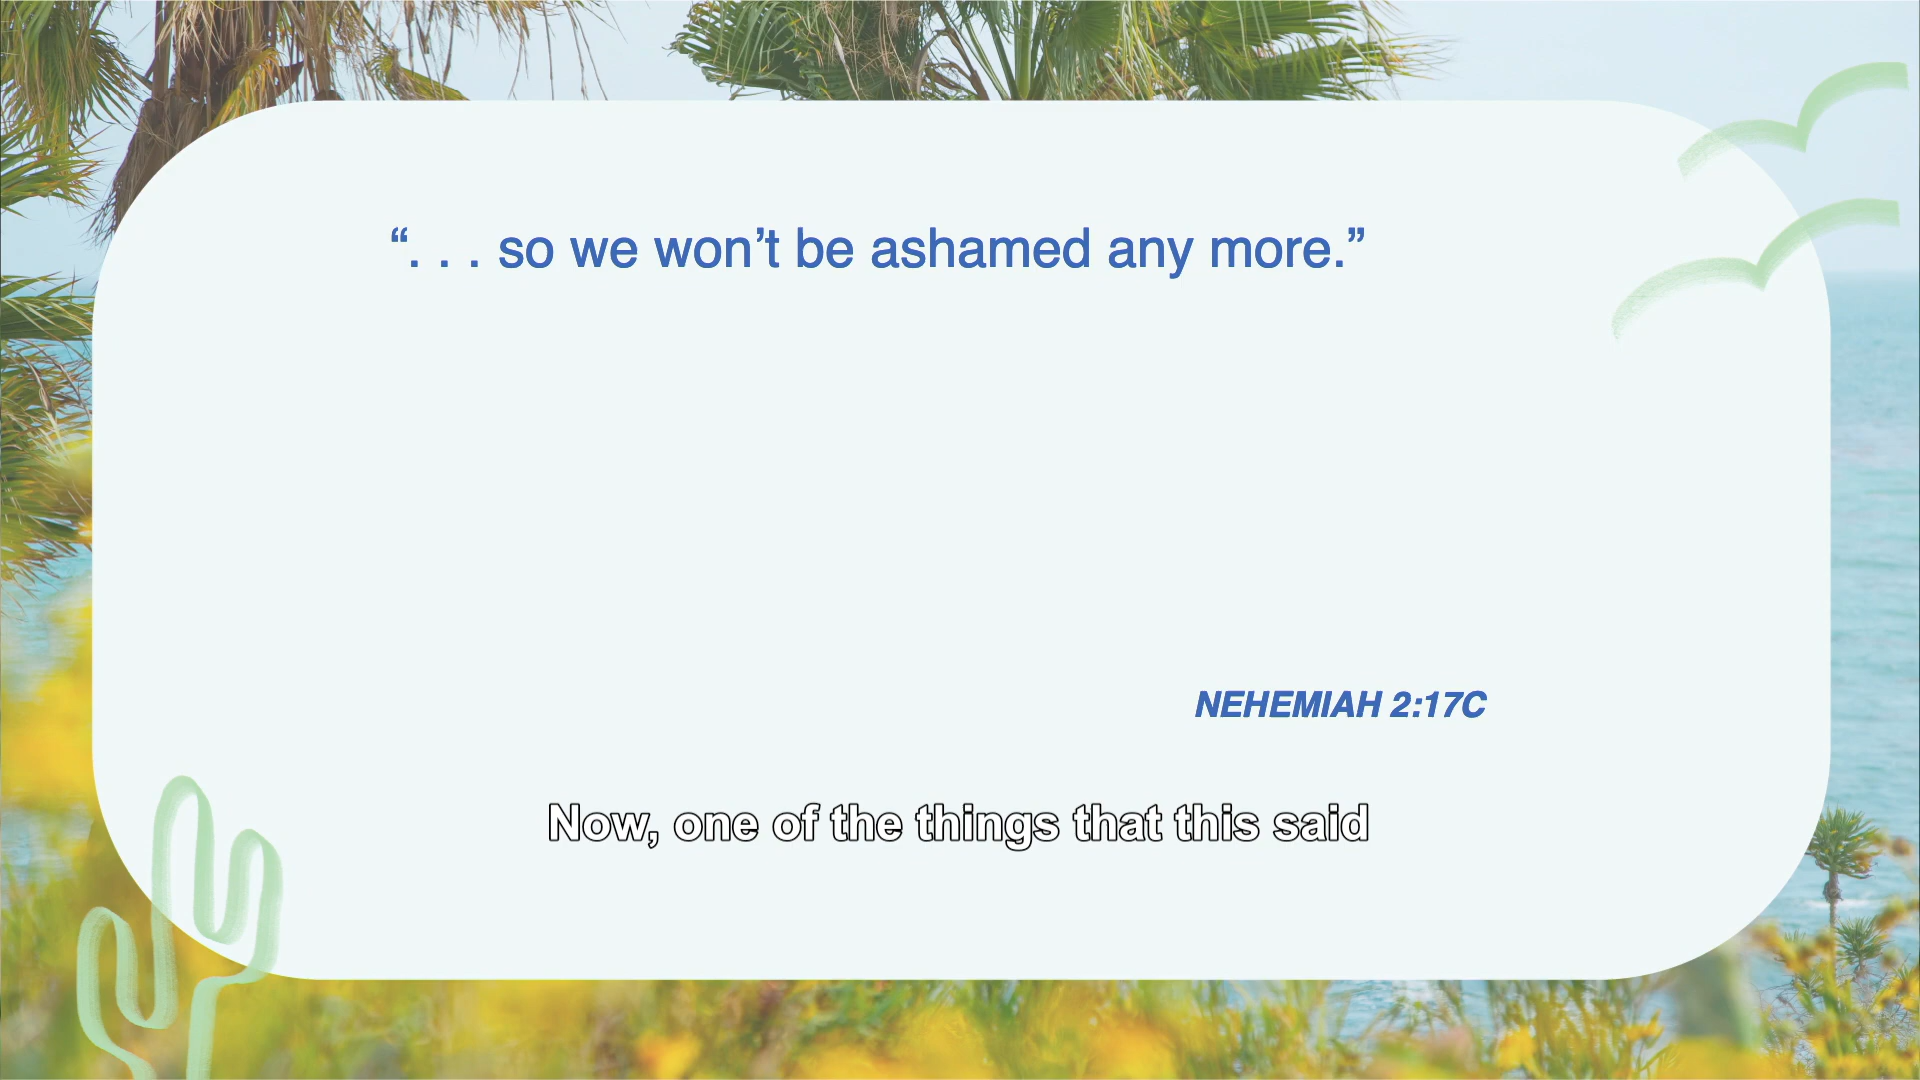 “. . . so we won’t be ashamed any more.”
NEHEMIAH 2:17C
Now, one of the things that this said